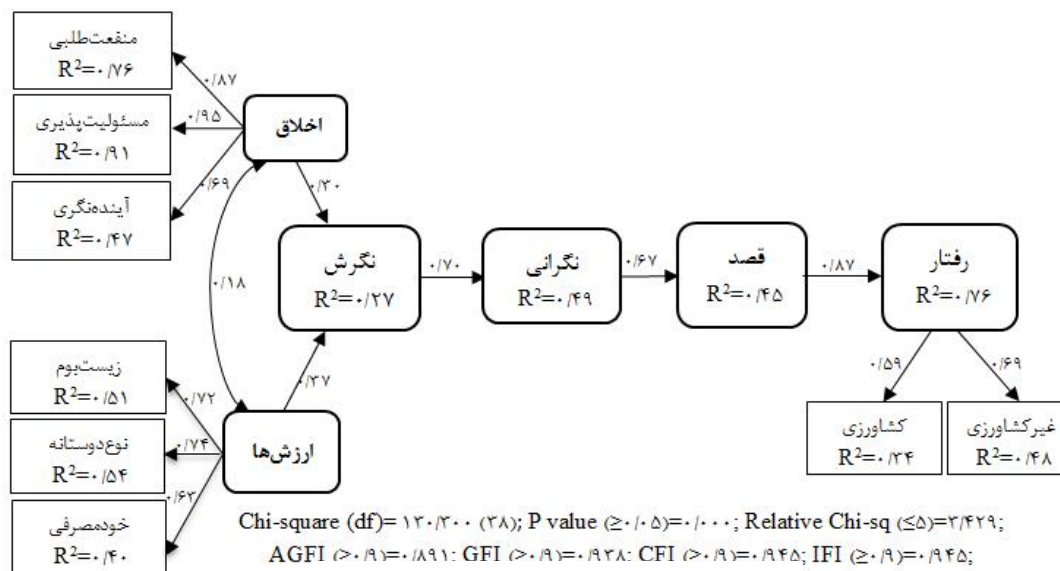 منفعت‌طلبی
R²=۰/۷۶
مسئولیت‌پذیری
R²=۰/۹۱
آینده‌نگری
R²=۰/۴۷
۰/۸۷
۰/۹۵
۰/۶۹
اخلاق
۰/۳۰
۰/۱۸
نگرش
R²=۰/۲۷
۰/۷۰
نگرانی
R²=۰/۴۹
۰/۶۷
قصد
R²=۰/۴۵
۰/۸۷
رفتار
R²=۰/۷۶
۰/۳۷
زیست‌بوم
R²=۰/۵۱
نوع‌دوستانه
R²=۰/۵۴
خودمصرفی
R²=۰/۴۰
۰/۷۲
۰/۷۴
۰/۶۳
ارزش‌ها
۰/۵۹
۰/۶۹
کشاورزی
R²=۰/۳۴
غیرکشاورزی
R²=۰/۴۸
Chi-square (df)= ۱۳۰/۳۰۰ (۳۸); P value (≥۰/۰۵)=۰/۰۰۰; Relative Chi-sq (≤۵)=۳/۴۲۹;
AGFI (>۰/۹)=۰/۸۹۱; GFI (>۰/۹)=۰/۹۳۸; CFI (>۰/۹)=۰/۹۴۵; IFI (≥۰/۹)=۰/۹۴۵;